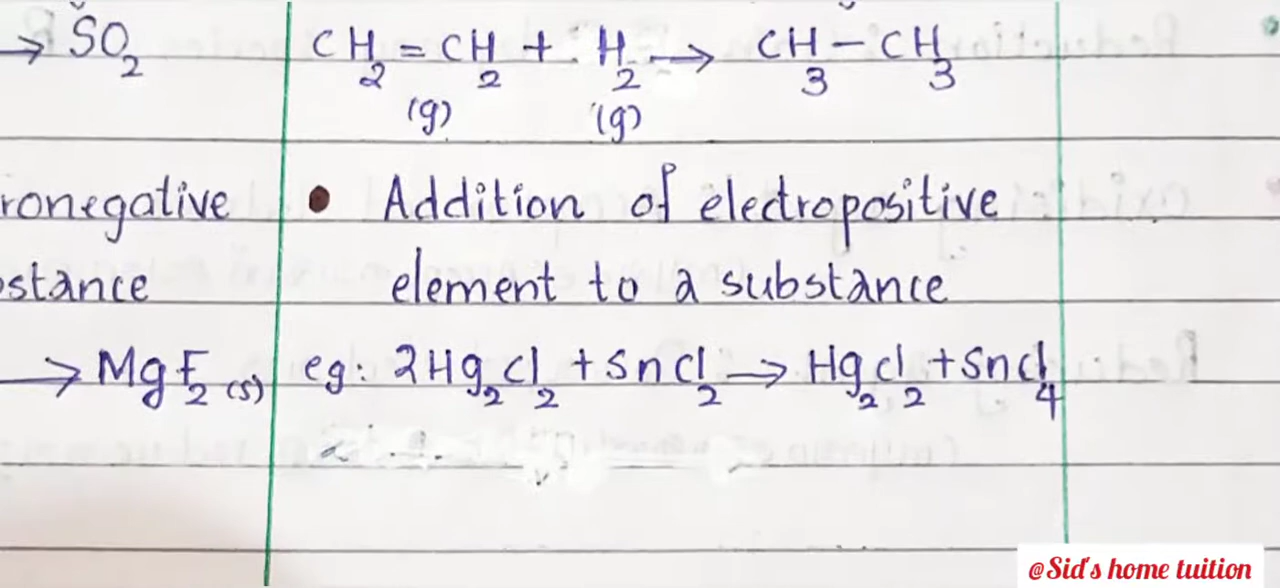 → SO₂
CH₂ = CH₂ + H₂ → CH₃ – CH₃
(g) (g)
ronegative
• Addition of electropositive
stance
element to a substance
→ MgF₂ (s)
eg: 2Hg₂Cl₂ + SnCl₂ → Hg₂Cl₂ + SnCl₄
@Sid's home tuition